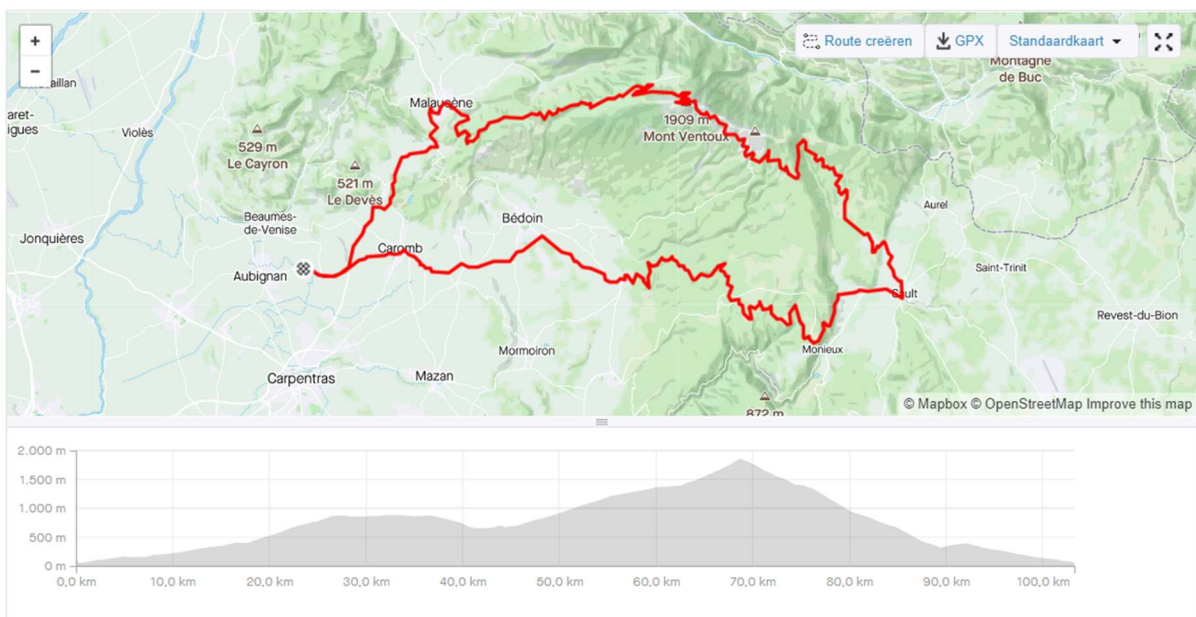 +
Route creëren
GPX
Standaardkaart
−
Montagne
de Buc
Malaucène
Violès
529 m
Le Cayron
1909 m
Mont Ventoux
521 m
Le Devès
Aurel
Beaumes-
de-Venise
Bédoin
Jonquières
Caromb
Aubignan
Saint-Trinit
Sault
Revest-du-Bion
Monieux
Mormoiron
Carpentras
Mazan
872 m
© Mapbox © OpenStreetMap Improve this map
2.000 m
1.500 m
1.000 m
500 m
0 m
0,0 km 10,0 km 20,0 km 30,0 km 40,0 km 50,0 km 60,0 km 70,0 km 80,0 km 90,0 km 100,0 km